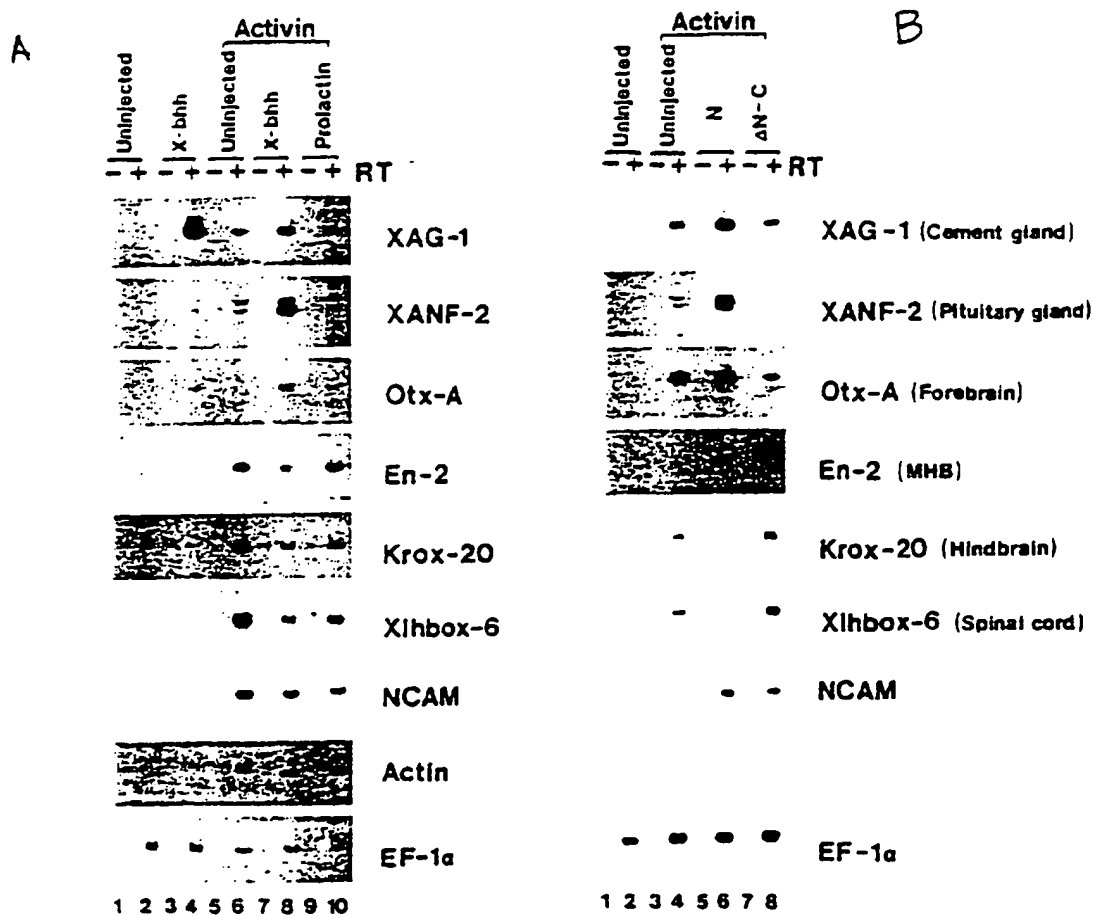 A
Activin
Uninjected
X-bhh
Uninjected
X-bhh
Prolactin
- + - + - + - + - + RT
XAG-1
XANF-2
Otx-A
En-2
Krox-20
Xlhbox-6
NCAM
Actin
EF-1α
1 2 3 4 5 6 7 8 9 10
B
Activin
Uninjected
Uninjected
N
ΔN-C
- + - + - + - + RT
XAG-1 (Cement gland)
XANF-2 (Pituitary gland)
Otx-A (Forebrain)
En-2 (MHB)
Krox-20 (Hindbrain)
Xlhbox-6 (Spinal cord)
NCAM
EF-1α
1 2 3 4 5 6 7 8